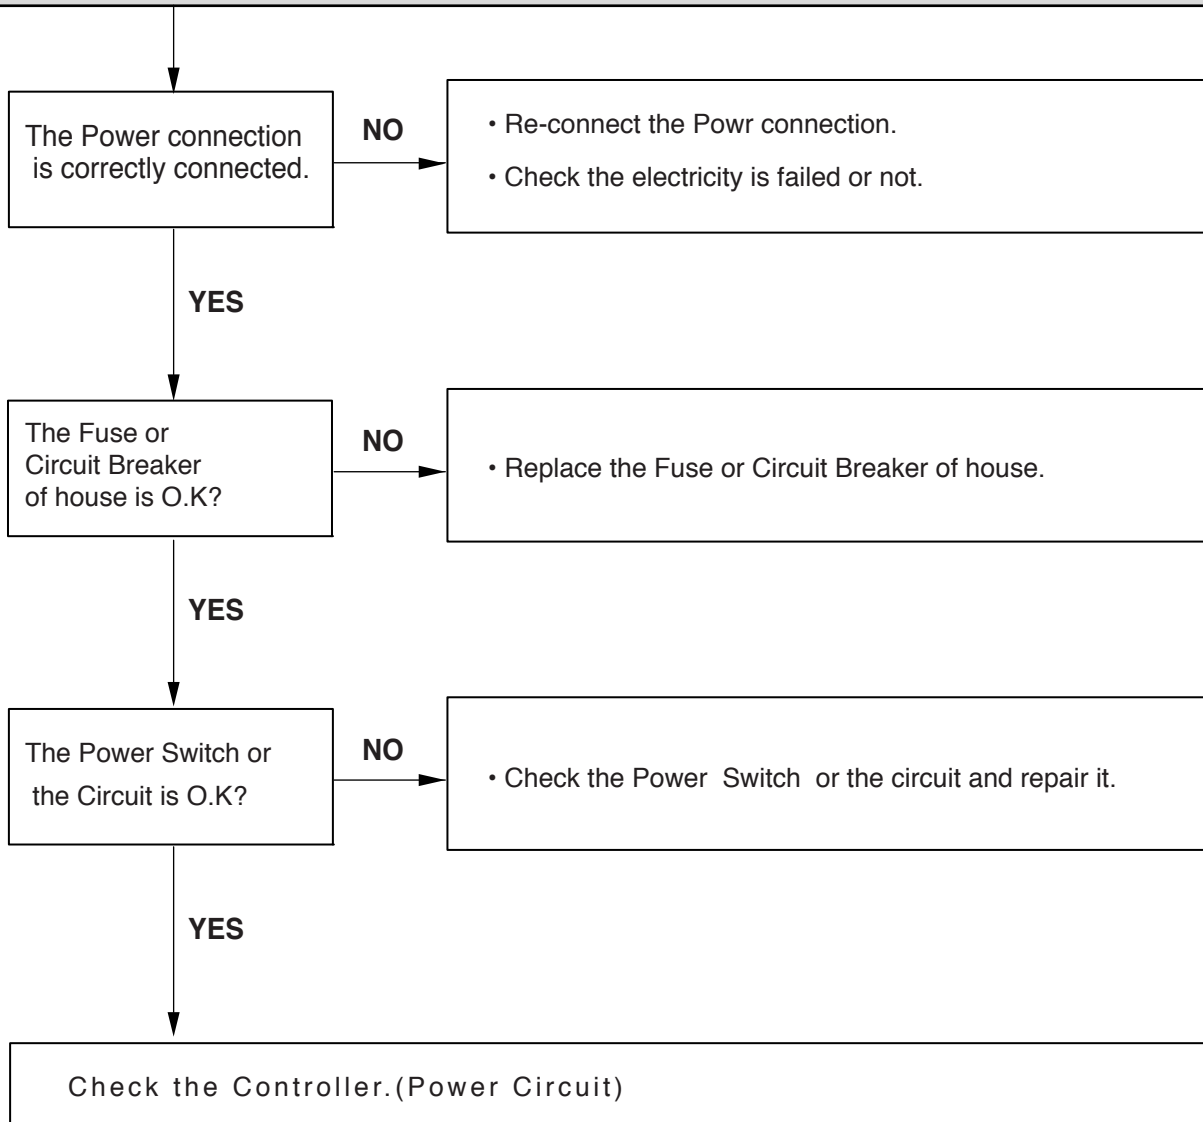 The Power connection
is correctly connected.
NO
• Re-connect the Powr connection.
• Check the electricity is failed or not.
YES
The Fuse or
Circuit Breaker
of house is O.K?
NO
• Replace the Fuse or Circuit Breaker of house.
YES
The Power Switch or
the Circuit is O.K?
NO
• Check the Power Switch or the circuit and repair it.
YES
Check the Controller.(Power Circuit)